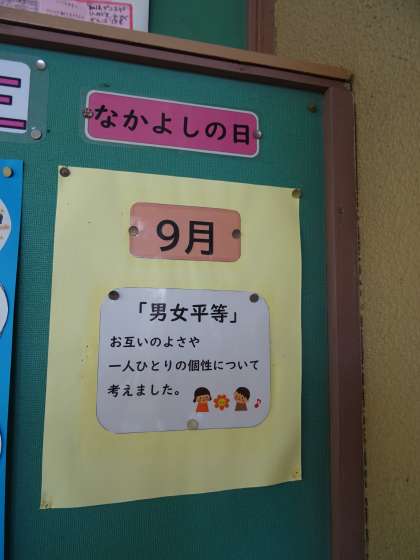 なかよしの日
9月
「男女平等」
お互いのよさや
一人ひとりの個性について
考えました。